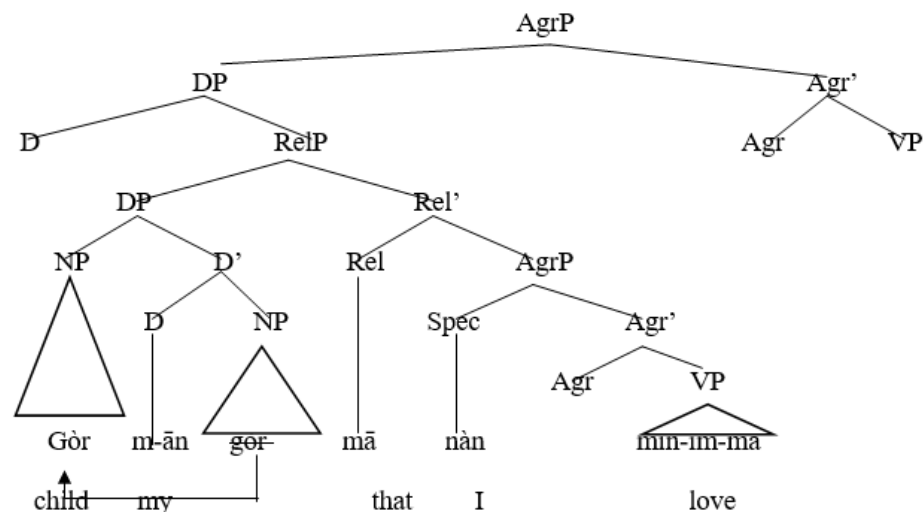 AgrP
DP Agr’
D RelP Agr VP
DP Rel’
NP D’ Rel AgrP
D NP Spec Agr’
Agr VP
Gòr m-ān gor mā nàn min-im-ma
child my that I love